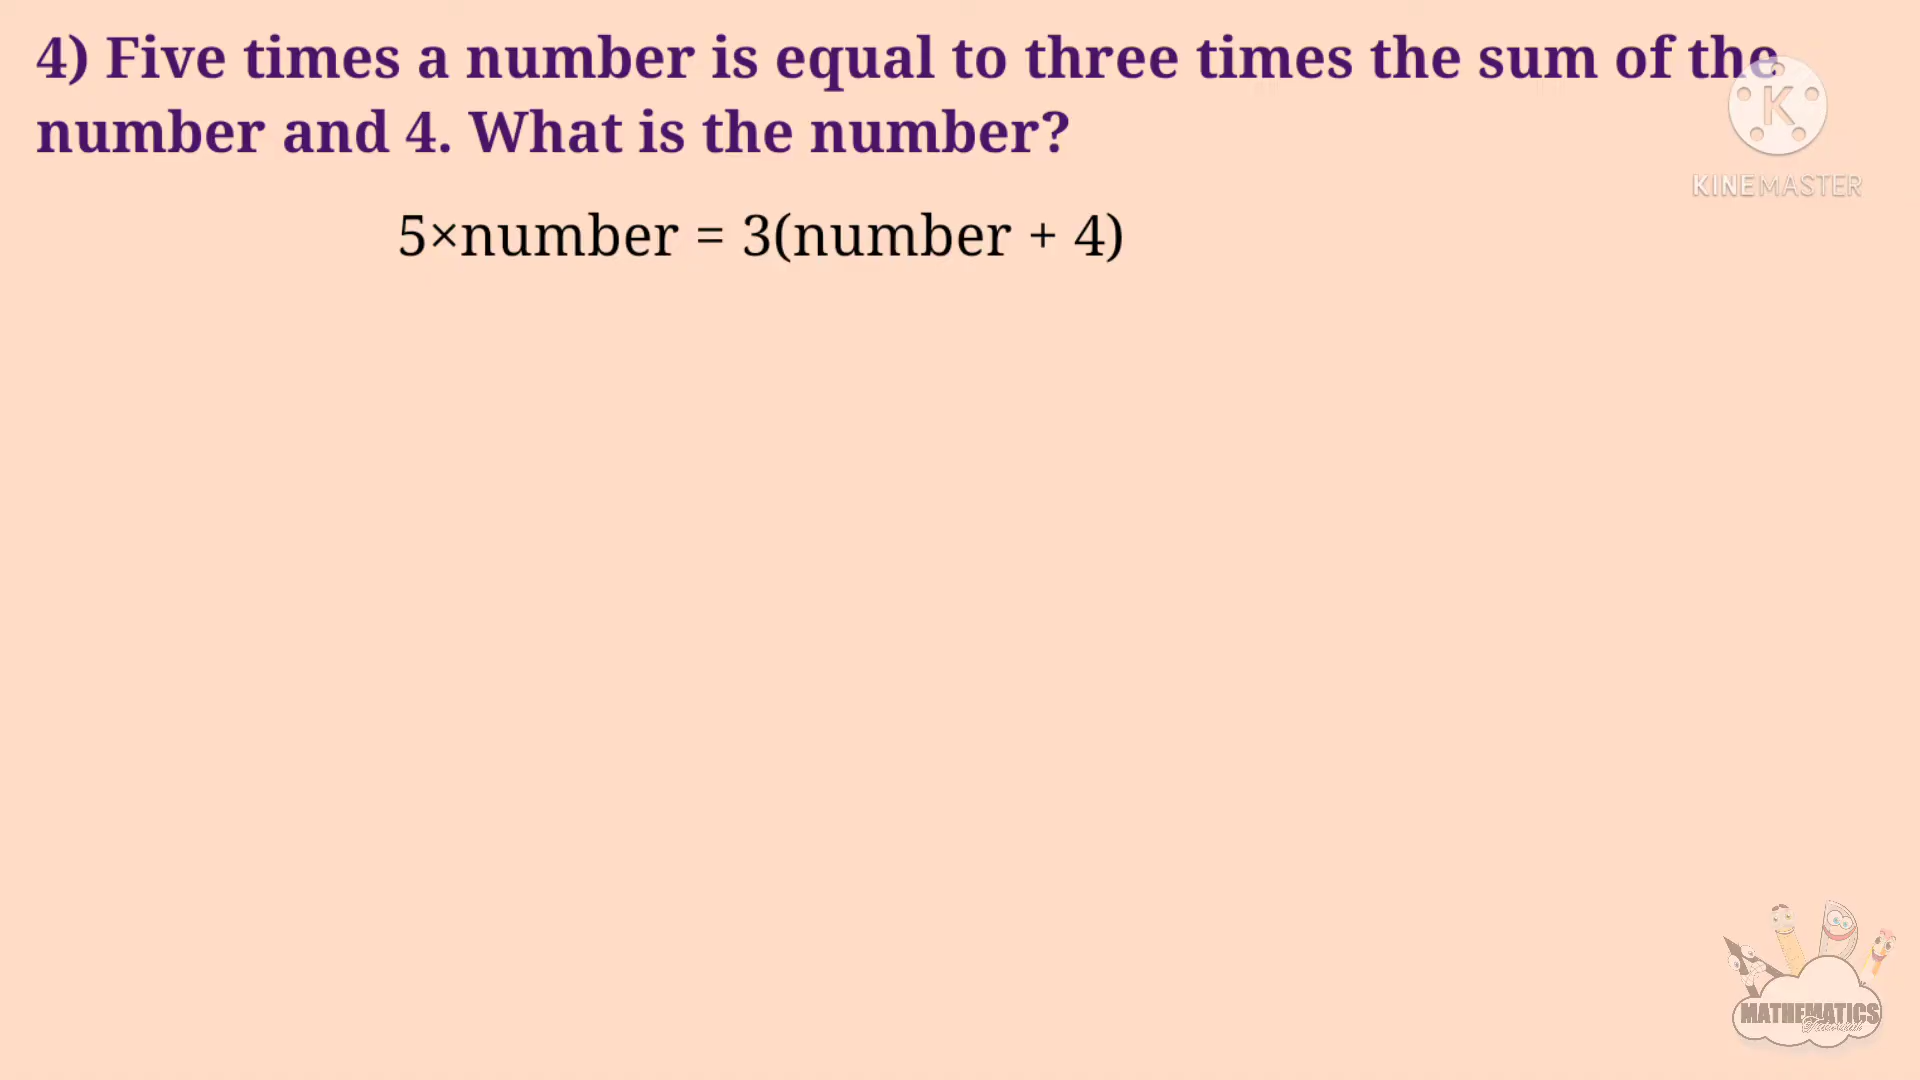 4) Five times a number is equal to three times the sum of the
number and 4. What is the number?
KINEMASTER
5×number = 3(number + 4)
MATHEMATICS